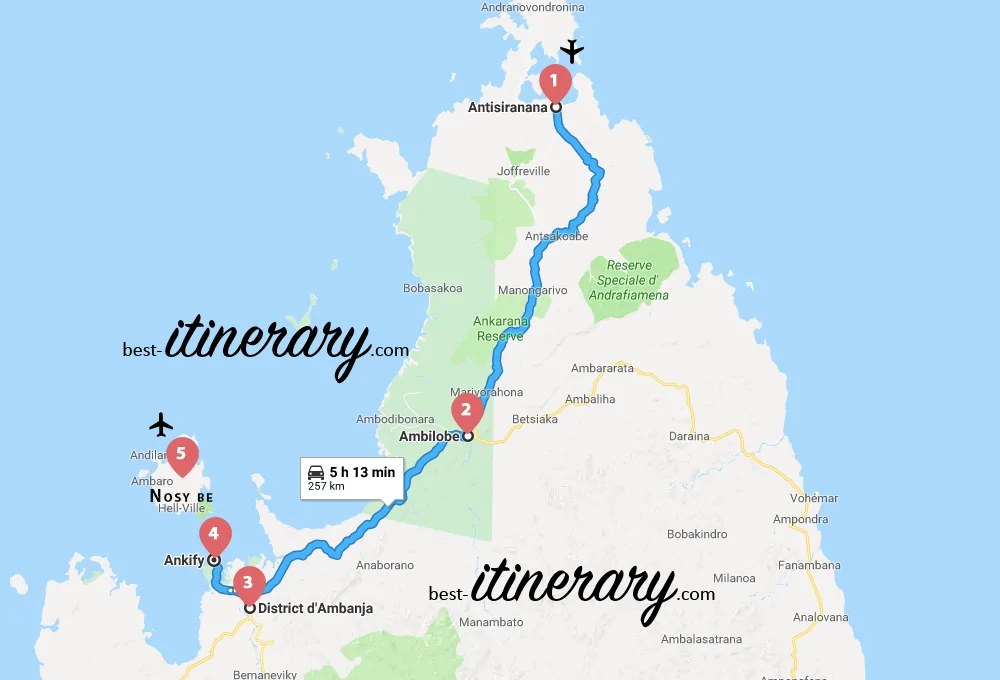 Andranovondronina
1
Antisiranana
Joffreville
Antsakoabe
Reserve
Speciale d'
Andrafiamena
Bobasakoa
Manongarivo
Ankarana
Reserve
best-itinerary.com
Ambararata
Marivorahona
Ambaliha
2
Ambodibonara
Betsiaka
Ambilobe
Daraina
5
Andilan
5 h 13 min
257 km
Ambaro
NOSY BE
Hell-Ville
Vohémar
Ampondra
4
Bobakindro
Ankify
Anaborano
Fanambana
3
Milanoa
best-itinerary.com
District d'Ambanja
Manambato
Analovana
Ambalasatrana
Bemaneviky